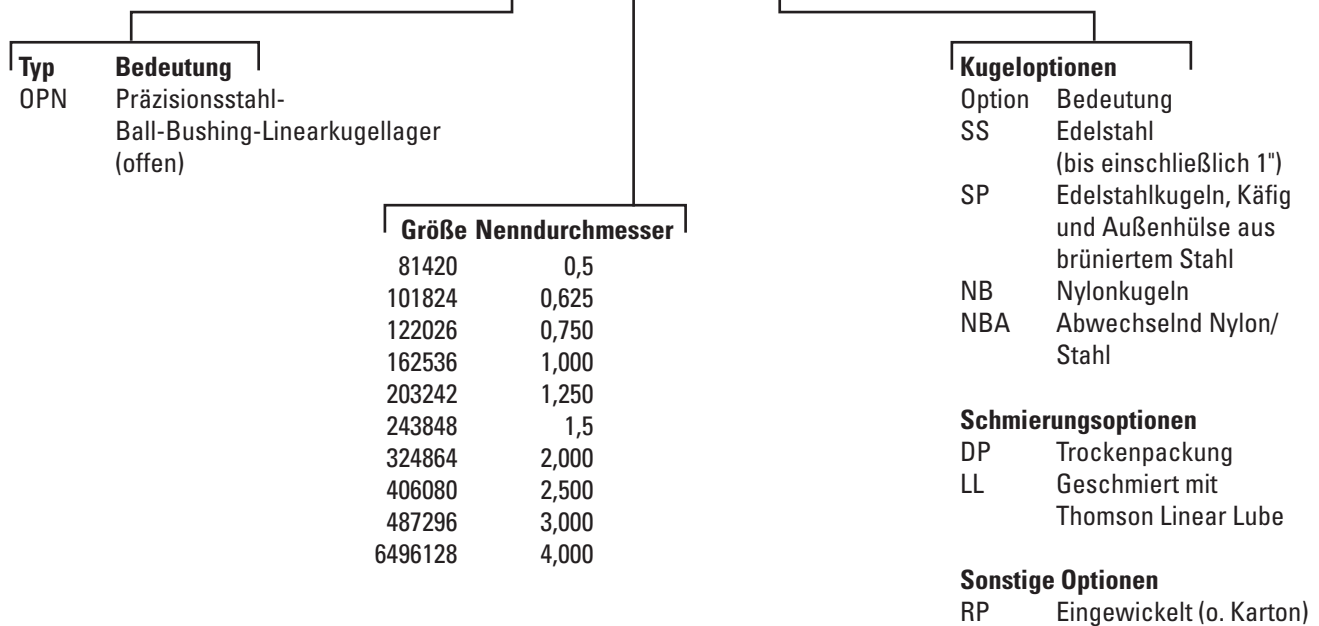 Typ Bedeutung
OPN Präzisionsstahl-
Ball-Bushing-Linearkugellager
(offen)
Größe Nenndurchmesser
81420 0,5
101824 0,625
122026 0,750
162536 1,000
203242 1,250
243848 1,5
324864 2,000
406080 2,500
487296 3,000
6496128 4,000
Kugeloptionen
Option Bedeutung
SS Edelstahl
(bis einschließlich 1")
SP Edelstahlkugeln, Käfig
und Außenhülse aus
brüniertem Stahl
NB Nylonkugeln
NBA Abwechselnd Nylon/
Stahl
Schmierungsoptionen
DP Trockenpackung
LL Geschmiert mit
Thomson Linear Lube
Sonstige Optionen
RP Eingewickelt (o. Karton)